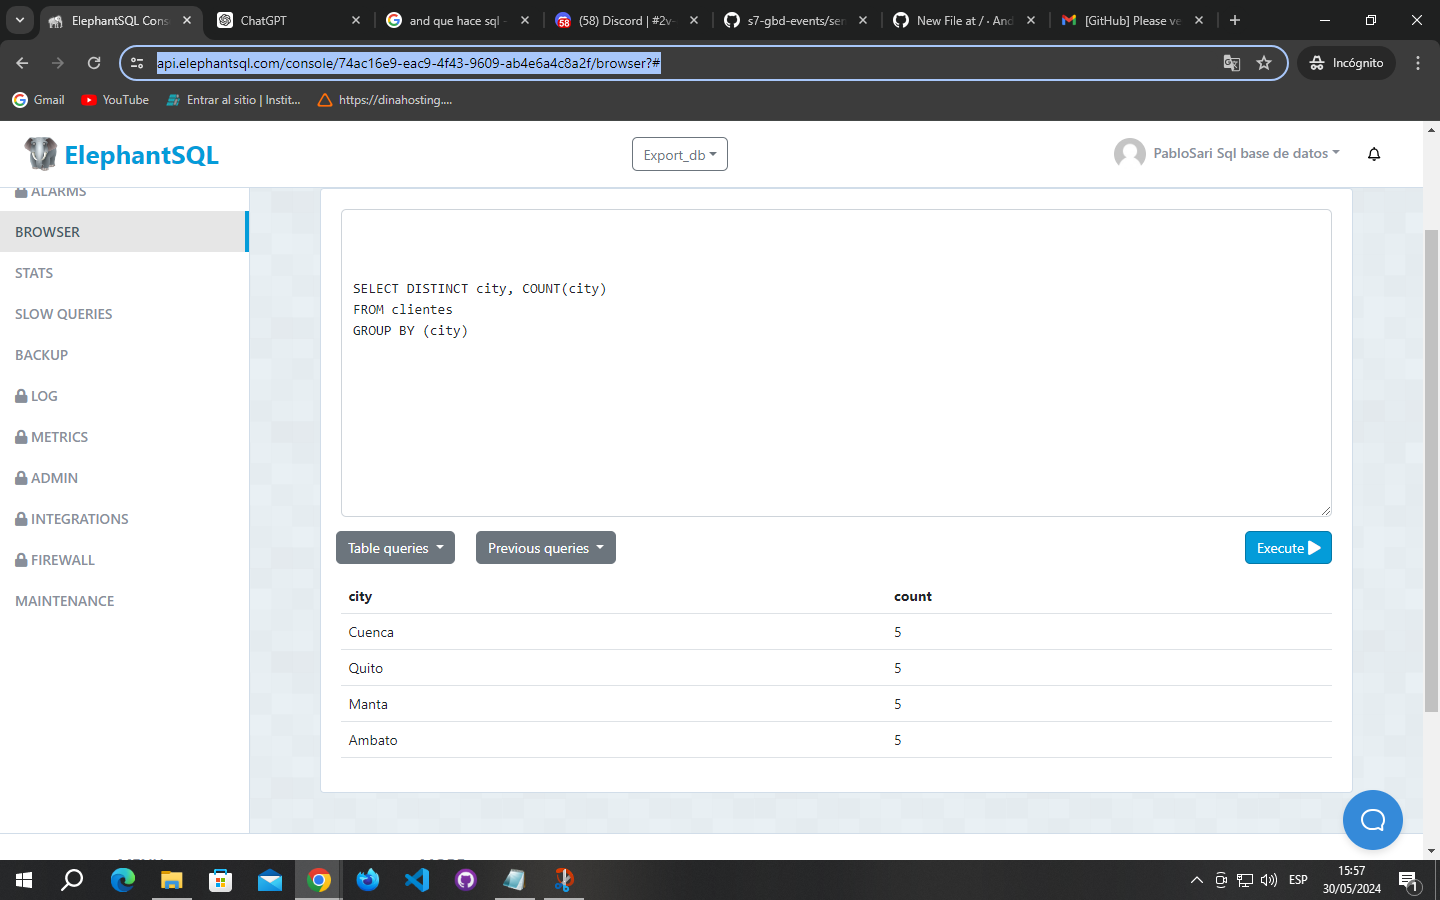 ElephantSQL Cons
ChatGPT
and que hace sql -
(58) Discord | #2v-
s7-gbd-events/ser
New File at / · And
[GitHub] Please ve
api.elephantsql.com/console/74ac16e9-eac9-4f43-9609-ab4e6a4c8a2f/browser?#
Incógnito
Gmail
YouTube
Entrar al sitio | Instit...
https://dinahosting....
ElephantSQL
Export_db
PabloSari Sql base de datos
ALARMS
BROWSER
STATS
SLOW QUERIES
BACKUP
LOG
METRICS
ADMIN
INTEGRATIONS
FIREWALL
MAINTENANCE
SELECT DISTINCT city, COUNT(city)
FROM clientes
GROUP BY (city)
Table queries
Previous queries
Execute
city count
Cuenca 5
Quito 5
Manta 5
Ambato 5
ESP
15:57
30/05/2024
1